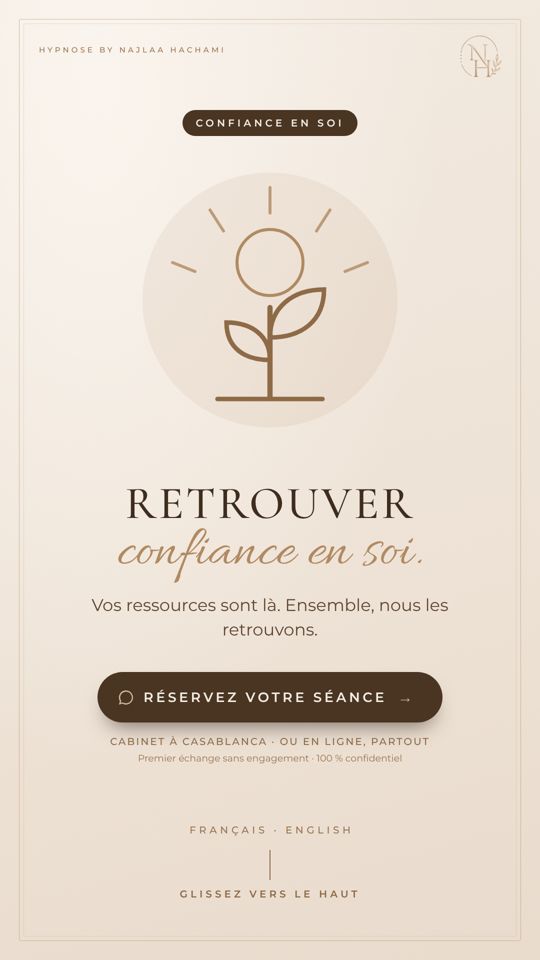 HYPNOSE BY NAJLAA HACHAMI
NH
CONFIANCE EN SOI
RETROUVER
confiance en soi.
Vos ressources sont là. Ensemble, nous les
retrouvons.
RÉSERVEZ VOTRE SÉANCE →
CABINET À CASABLANCA · OU EN LIGNE, PARTOUT
Premier échange sans engagement · 100 % confidentiel
FRANÇAIS · ENGLISH
GLISSEZ VERS LE HAUT